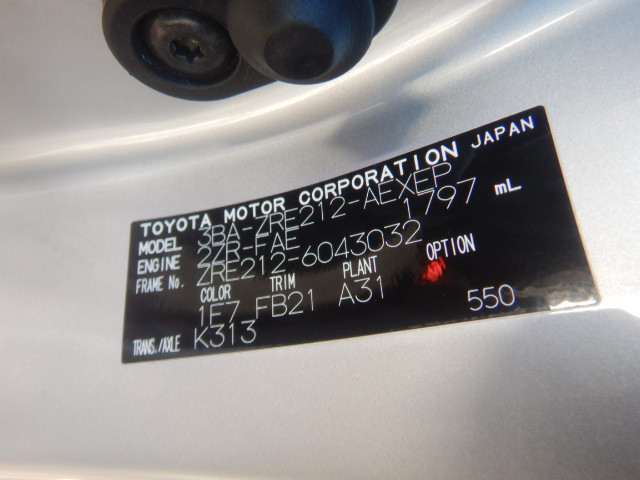 TOYOTA MOTOR CORPORATION JAPAN
MODEL 3BA-ZRE212-AEXEP
ENGINE 2ZR-FAE 1797 mL
FRAME No. ZRE212-6043032
COLOR TRIM PLANT OPTION
1E7 FB21 A31
TRANS./AXLE K313 550